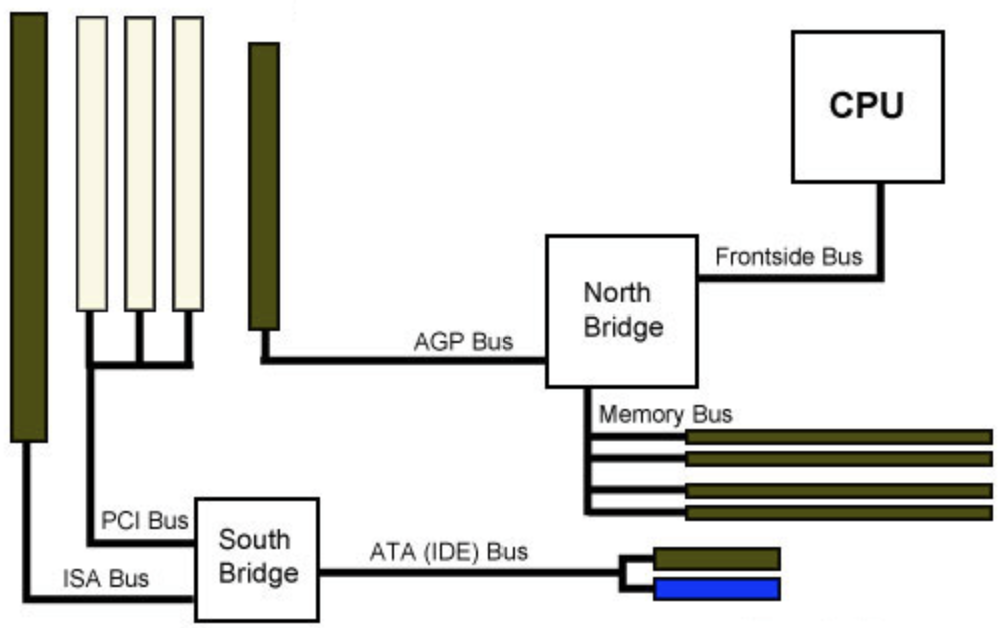 CPU
Frontside Bus
North
Bridge
AGP Bus
Memory Bus
PCI Bus
South
Bridge
ATA (IDE) Bus
ISA Bus